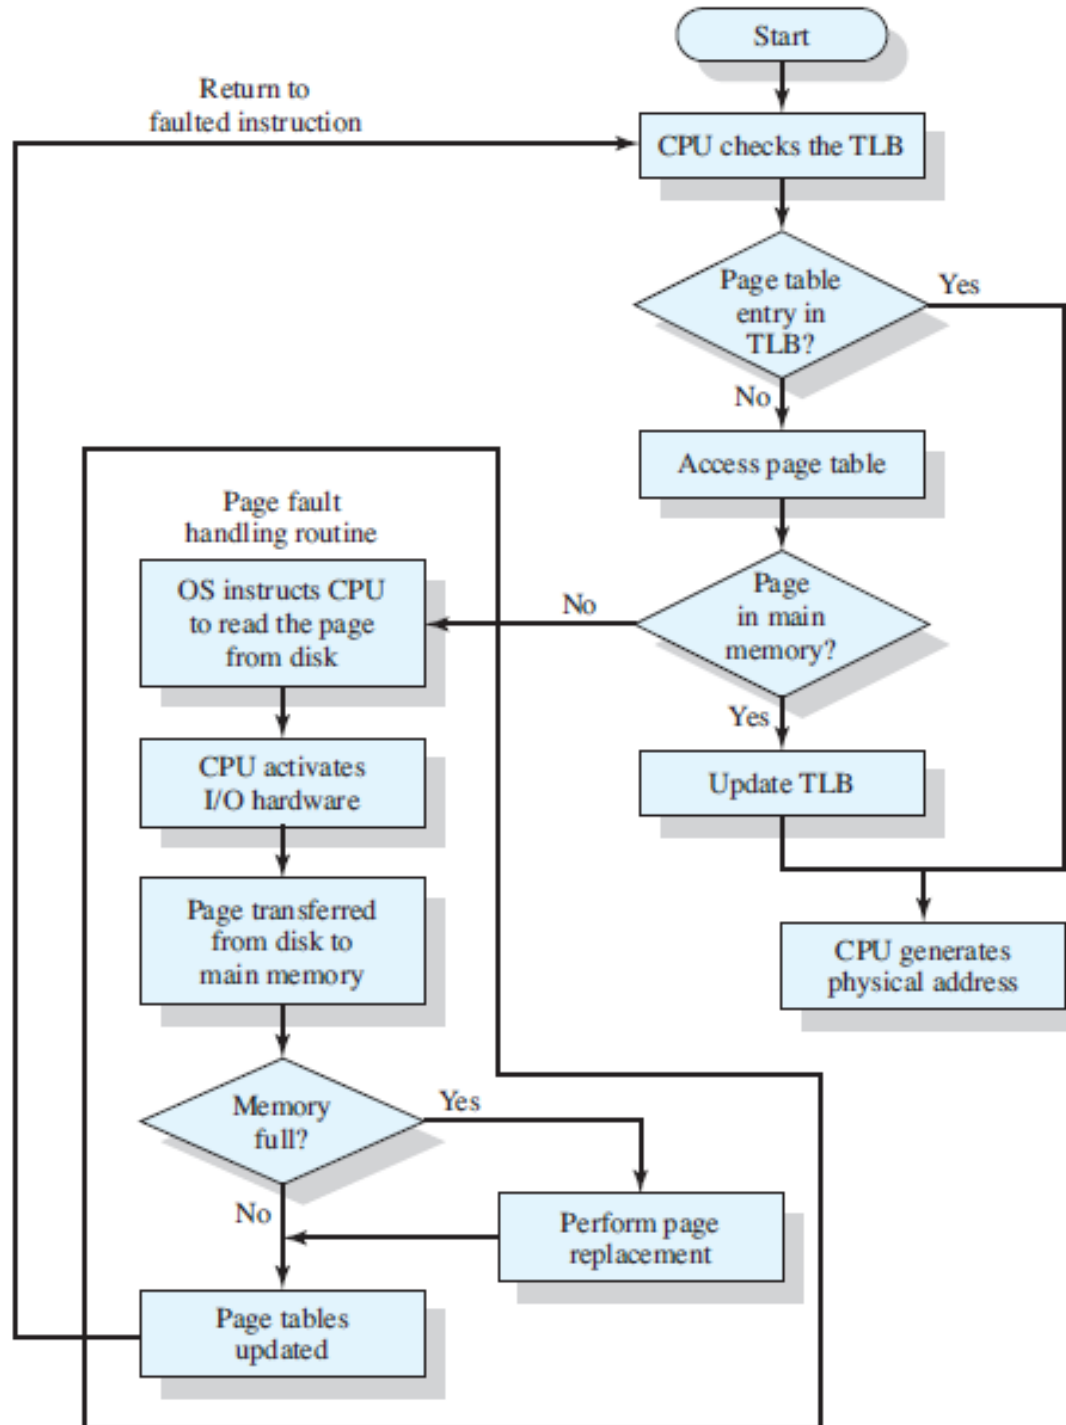 Start
Return to
faulted instruction
CPU checks the TLB
Page table
entry in
TLB?
Yes
No
Access page table
Page fault
handling routine
OS instructs CPU
to read the page
from disk
No
Page
in main
memory?
Yes
CPU activates
I/O hardware
Update TLB
Page transferred
from disk to
main memory
CPU generates
physical address
Memory
full?
Yes
No
Perform page
replacement
Page tables
updated